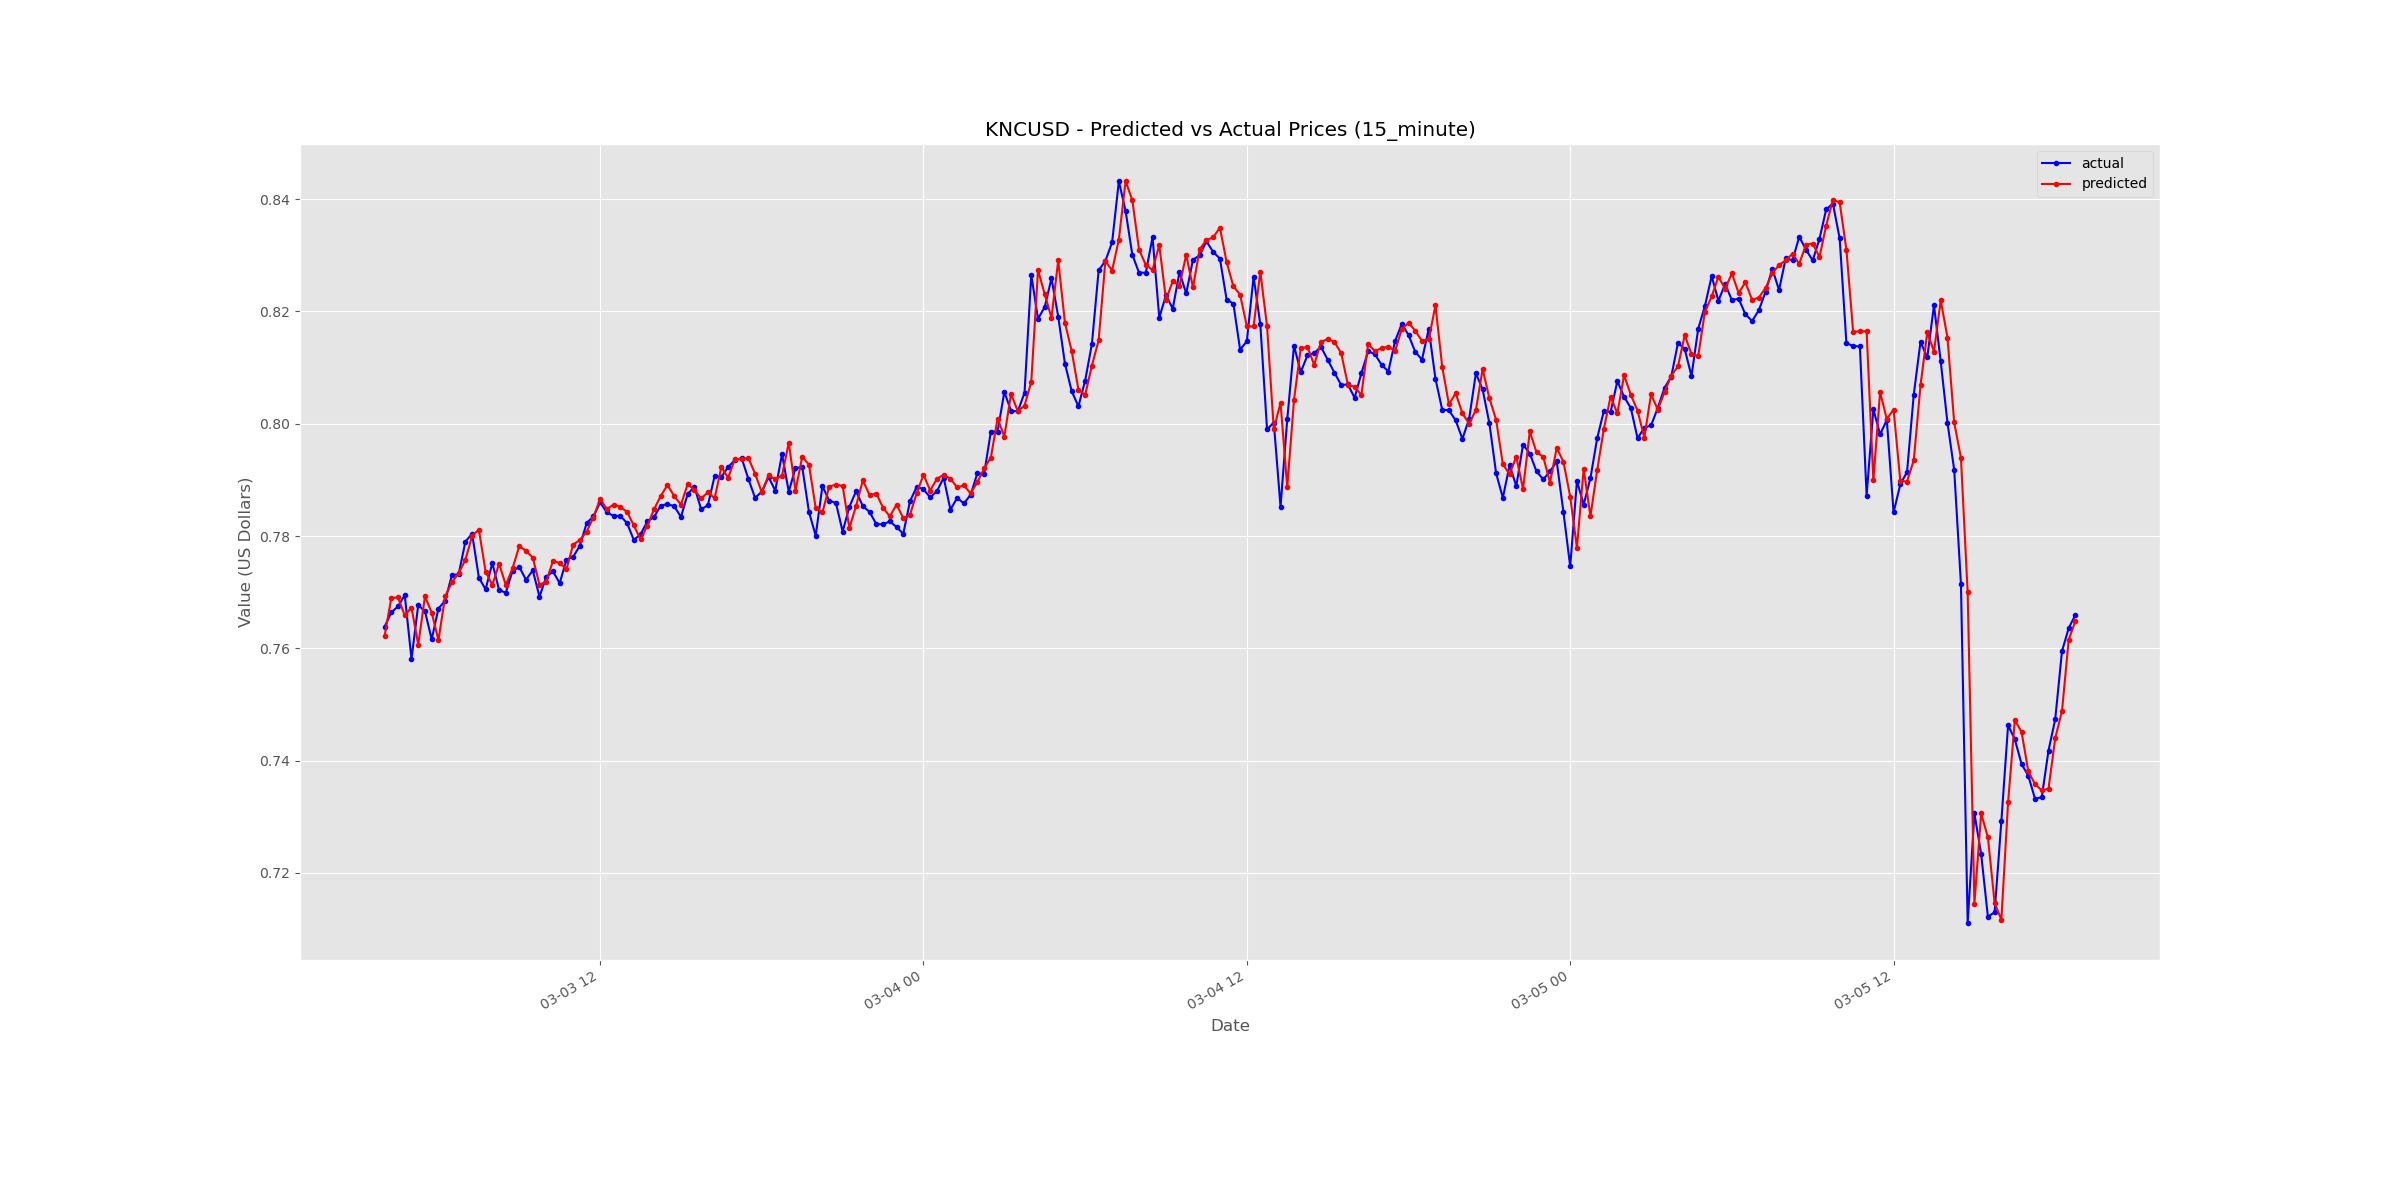 KNCUSD - Predicted vs Actual Prices (15_minute)
actual
predicted
0.84
0.82
0.80
0.78
0.76
0.74
0.72
Value (US Dollars)
03-03 12
03-04 00
03-04 12
03-05 00
03-05 12
Date